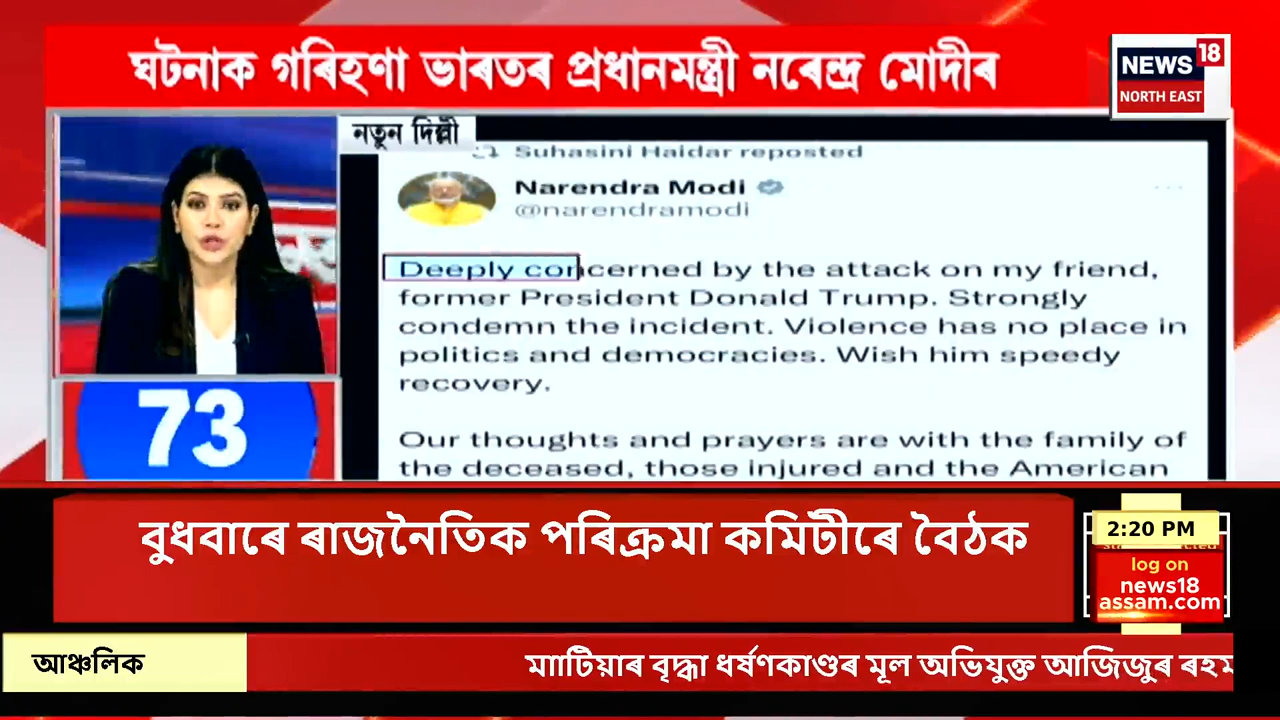 ঘটনাক গৰিহণা ভাৰতৰ প্ৰধানমন্ত্ৰী নৰেন্দ্ৰ মোদীৰ
NEWS 18
NORTH EAST
নতুন দিল্লী
Suhasini Haidar reposted
Narendra Modi
@narendramodi
Deeply concerned by the attack on my friend,
former President Donald Trump. Strongly
condemn the incident. Violence has no place in
politics and democracies. Wish him speedy
recovery.
Our thoughts and prayers are with the family of
the deceased, those injured and the American
73
বুধবাৰে ৰাজনৈতিক পৰিক্ৰমা কমিটীৰে বৈঠক
2:20 PM
log on
news18
assam.com
আঞ্চলিক
মাটিয়াৰ বৃদ্ধা ধৰ্ষণকাণ্ডৰ মূল অভিযুক্ত আজিজুৰ ৰহম